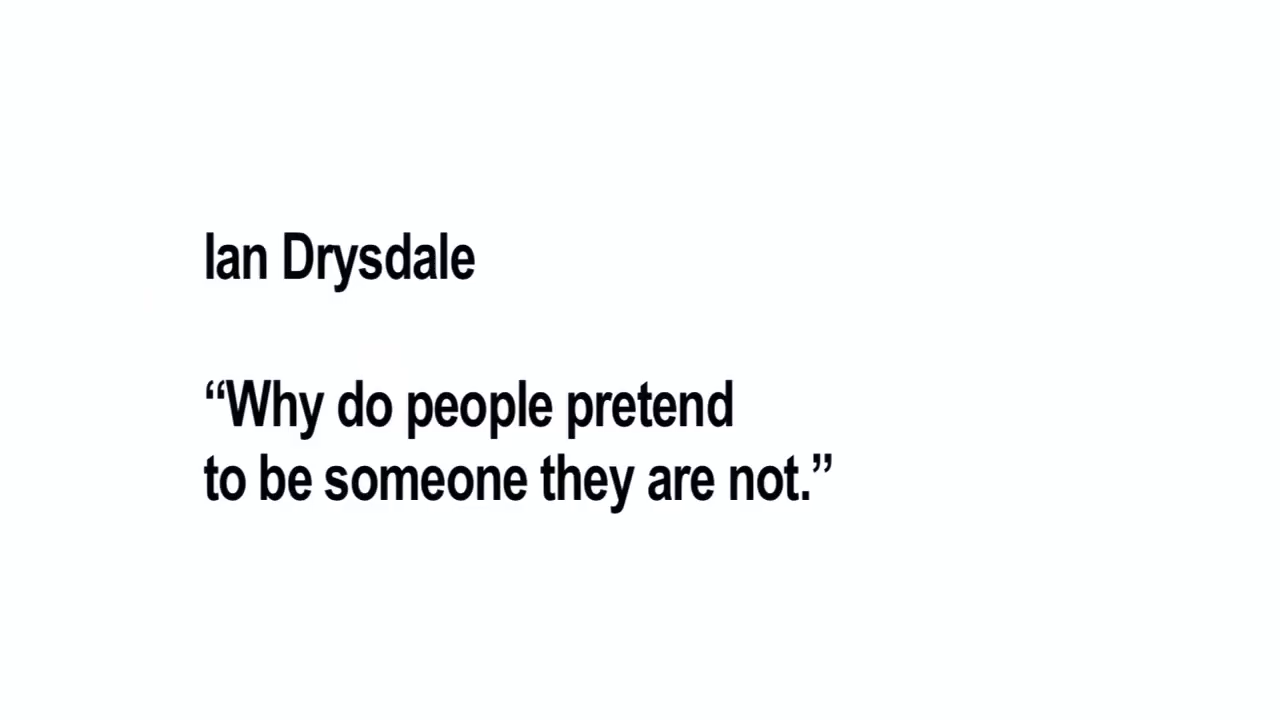 Ian Drysdale
“Why do people pretend
to be someone they are not.”